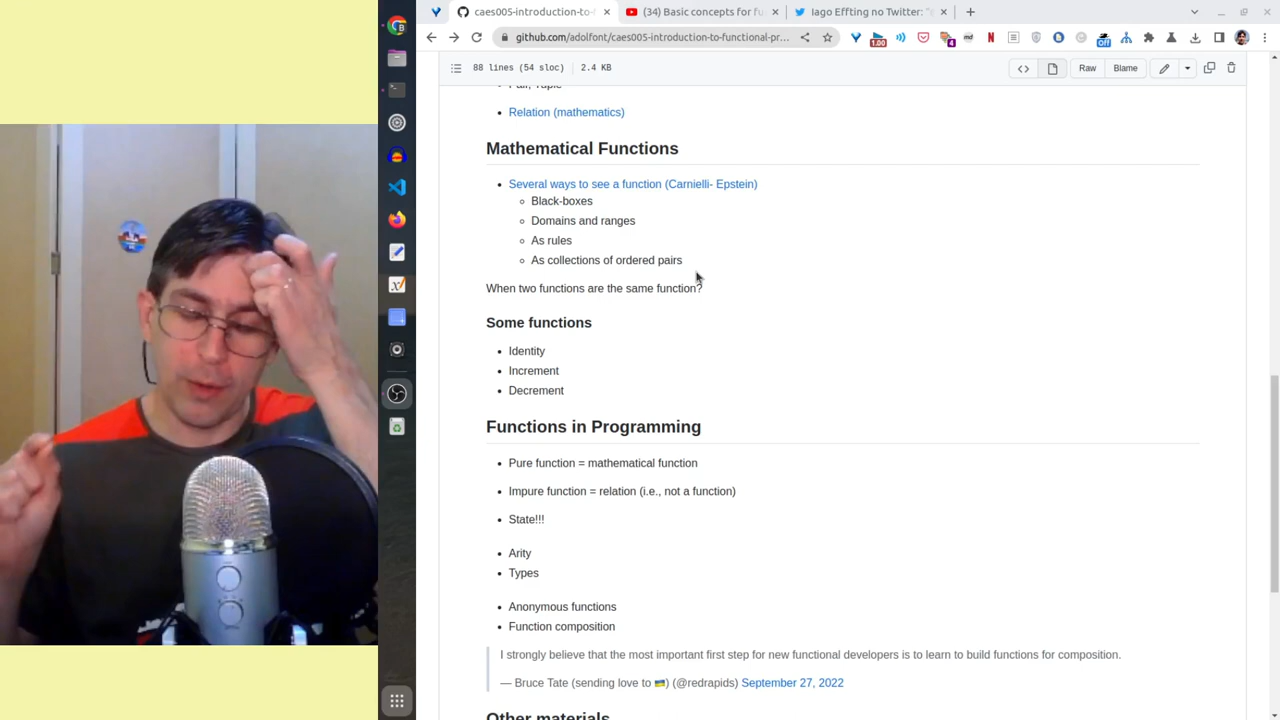 caes005-introduction-to-f
(34) Basic concepts for fu
Iago Effting no Twitter: "
github.com/adolfont/caes005-introduction-to-functional-pr...
88 lines (54 sloc) 2.4 KB
Raw
Blame
Pair, Tuple
Relation (mathematics)
Mathematical Functions
Several ways to see a function (Carnielli- Epstein)
Black-boxes
Domains and ranges
As rules
As collections of ordered pairs
When two functions are the same function?
Some functions
Identity
Increment
Decrement
Functions in Programming
Pure function = mathematical function
Impure function = relation (i.e., not a function)
State!!!
Arity
Types
Anonymous functions
Function composition
I strongly believe that the most important first step for new functional developers is to learn to build functions for composition.
— Bruce Tate (sending love to 🇺🇦) (@redrapids) September 27, 2022
Other materials